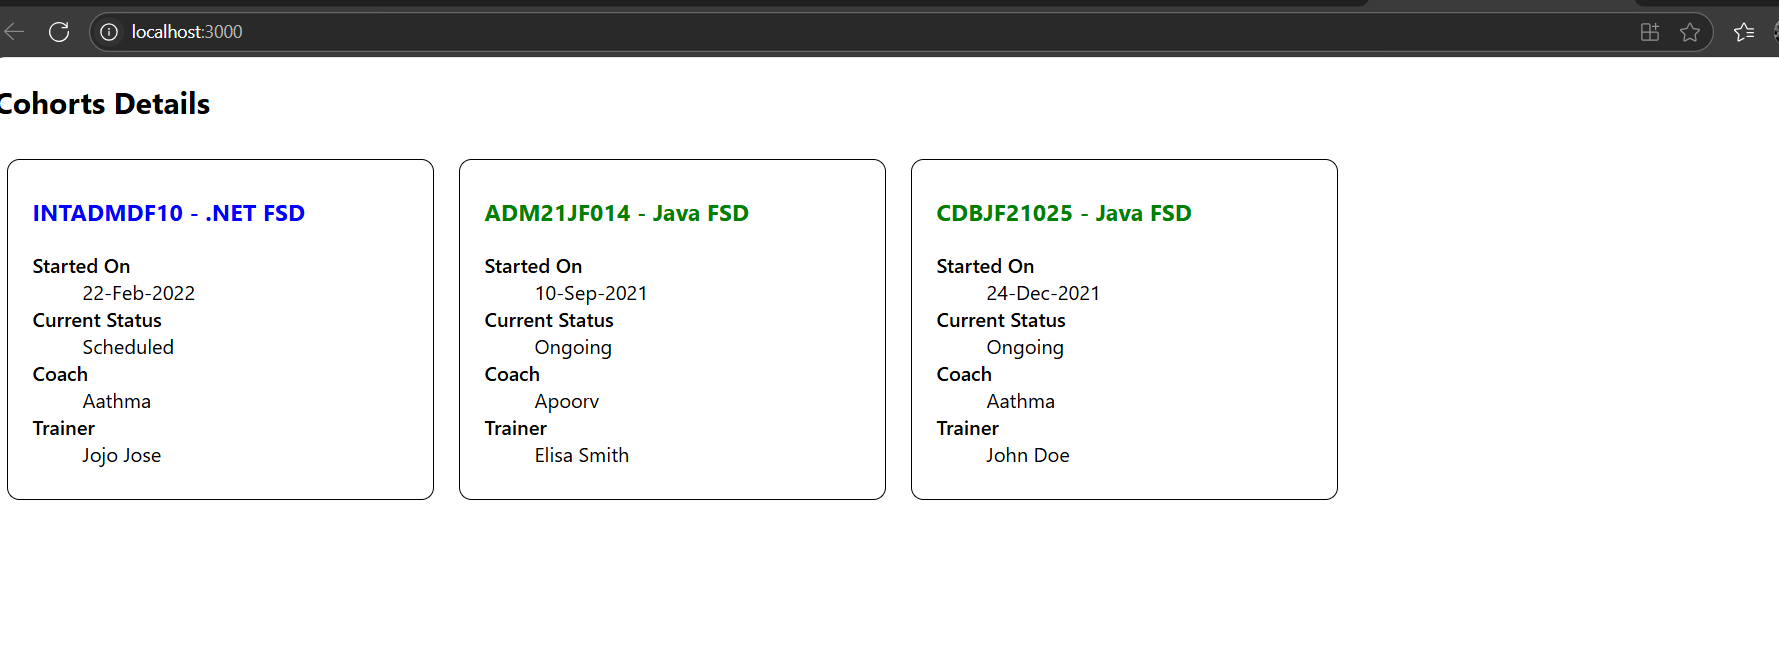 localhost:3000
Cohorts Details
INTADMDF10 - .NET FSD
Started On
22-Feb-2022
Current Status
Scheduled
Coach
Aathma
Trainer
Jojo Jose
ADM21JF014 - Java FSD
Started On
10-Sep-2021
Current Status
Ongoing
Coach
Apoorv
Trainer
Elisa Smith
CDBJF21025 - Java FSD
Started On
24-Dec-2021
Current Status
Ongoing
Coach
Aathma
Trainer
John Doe